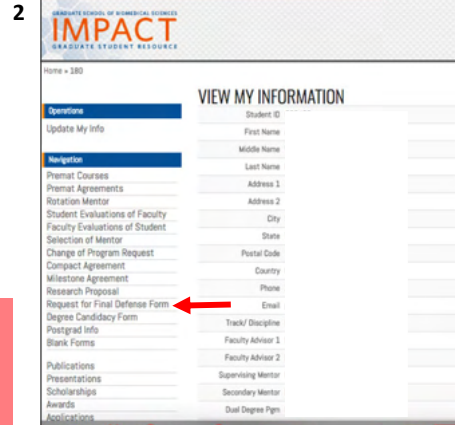 2
GRADUATE SCHOOL OF BIOMEDICAL SCIENCES
IMPACT
GRADUATE STUDENT RESOURCE
Home » 180
Operations
Update My Info
Navigation
Premat Courses
Premat Agreements
Rotation Mentor
Student Evaluations of Faculty
Faculty Evaluations of Student
Selection of Mentor
Change of Program Request
Compact Agreement
Milestone Agreement
Research Proposal
Request for Final Defense Form
Degree Candidacy Form
Postgrad Info
Blank Forms
Publications
Presentations
Scholarships
Awards
Applications
VIEW MY INFORMATION
Student ID
First Name
Middle Name
Last Name
Address 1
Address 2
City
State
Postal Code
Country
Phone
Email
Track/ Discipline
Faculty Advisor 1
Faculty Advisor 2
Supervising Mentor
Secondary Mentor
Dual Degree Pgm